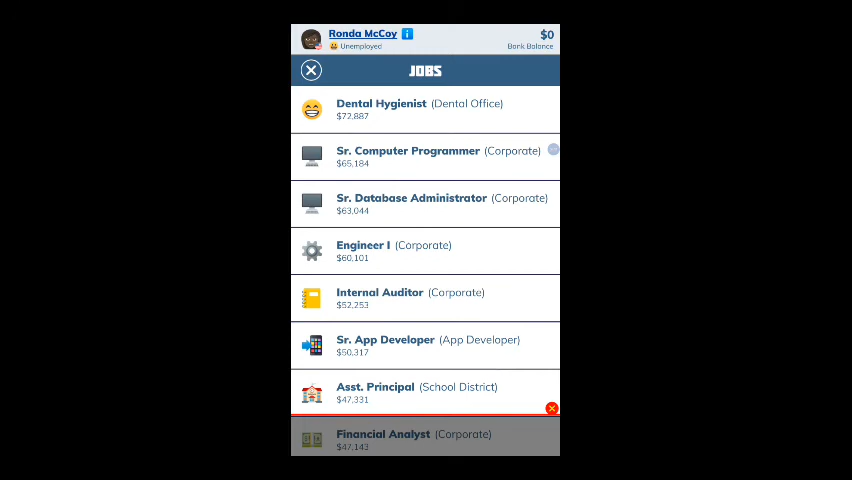 Ronda McCoy
$0
Unemployed
Bank Balance
JOBS
Dental Hygienist (Dental Office)
$72,887
Sr. Computer Programmer (Corporate)
$65,184
Sr. Database Administrator (Corporate)
$63,044
Engineer I (Corporate)
$60,101
Internal Auditor (Corporate)
$52,253
Sr. App Developer (App Developer)
$50,317
Asst. Principal (School District)
$47,331
Financial Analyst (Corporate)
$47,143